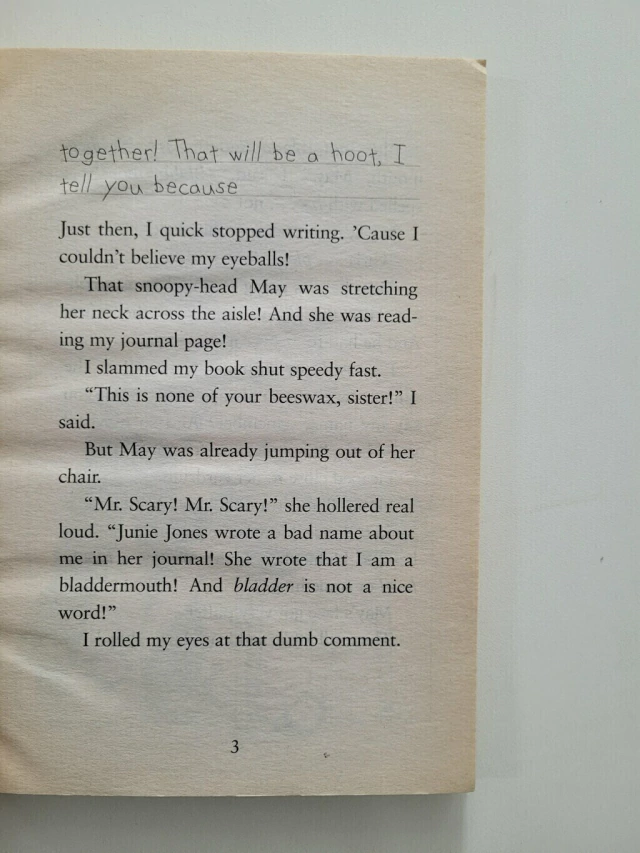 together! That will be a hoot, I
tell you because
Just then, I quick stopped writing. ’Cause I
couldn’t believe my eyeballs!
That snoopy-head May was stretching
her neck across the aisle! And she was read-
ing my journal page!
I slammed my book shut speedy fast.
“This is none of your beeswax, sister!” I
said.
But May was already jumping out of her
chair.
“Mr. Scary! Mr. Scary!” she hollered real
loud. “Junie Jones wrote a bad name about
me in her journal! She wrote that I am a
bladdermouth! And bladder is not a nice
word!”
I rolled my eyes at that dumb comment.
3